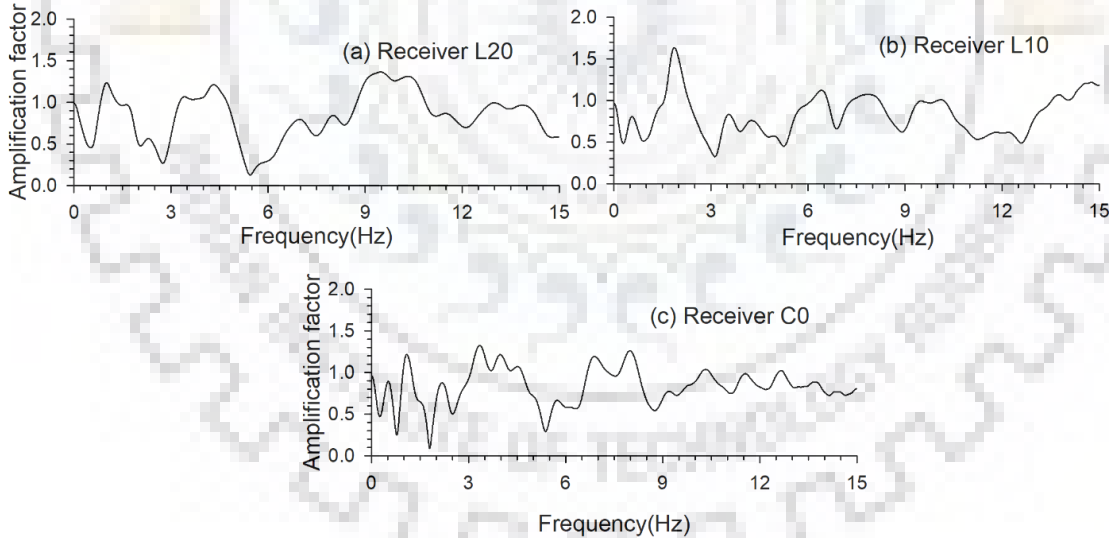 Amplification factor
2.0
1.5
1.0
0.5
0.0
(a) Receiver L20
0 3 6 9 12 15
Frequency(Hz)
2.0
1.5
1.0
0.5
0.0
(b) Receiver L10
0 3 6 9 12 15
Frequency(Hz)
Amplification factor
2.0
1.5
1.0
0.5
0.0
(c) Receiver C0
0 3 6 9 12 15
Frequency(Hz)